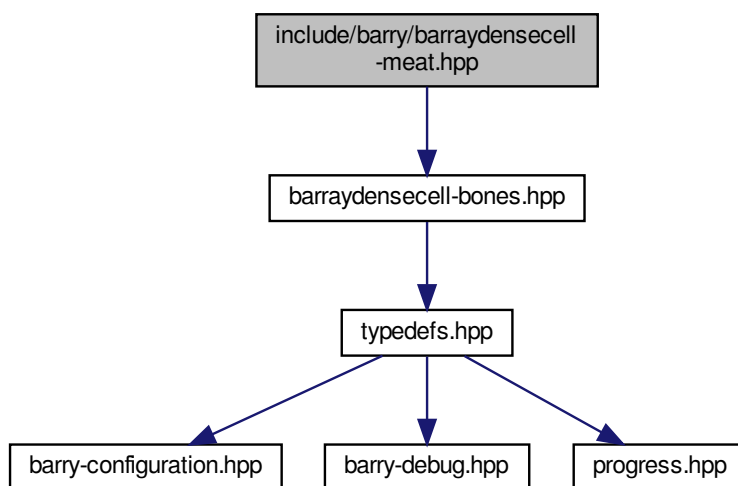 include/barry/barraydensecell
-meat.hpp
barraydensecell-bones.hpp
typedefs.hpp
barry-configuration.hpp
barry-debug.hpp
progress.hpp